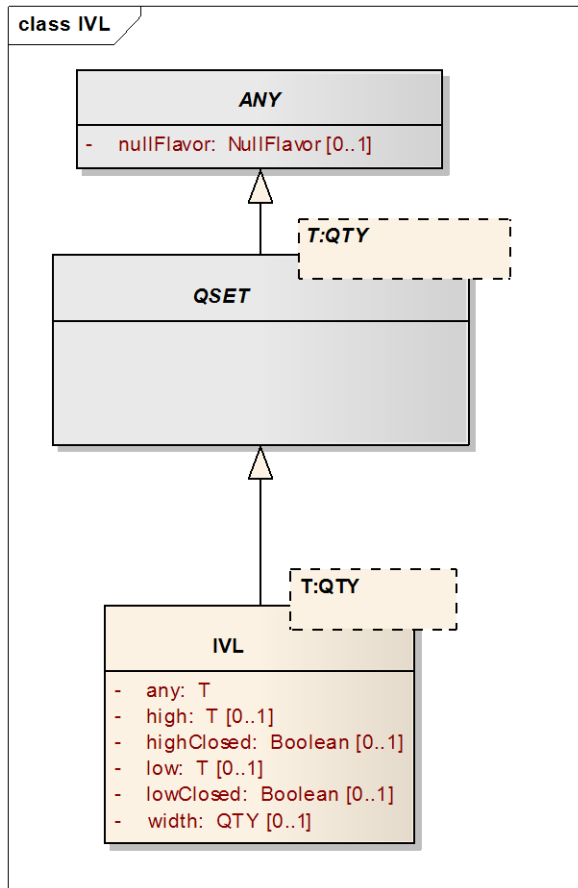 class IVL
ANY
- nullFlavor: NullFlavor [0..1]
T:QTY
QSET
T:QTY
IVL
- any: T
- high: T [0..1]
- highClosed: Boolean [0..1]
- low: T [0..1]
- lowClosed: Boolean [0..1]
- width: QTY [0..1]